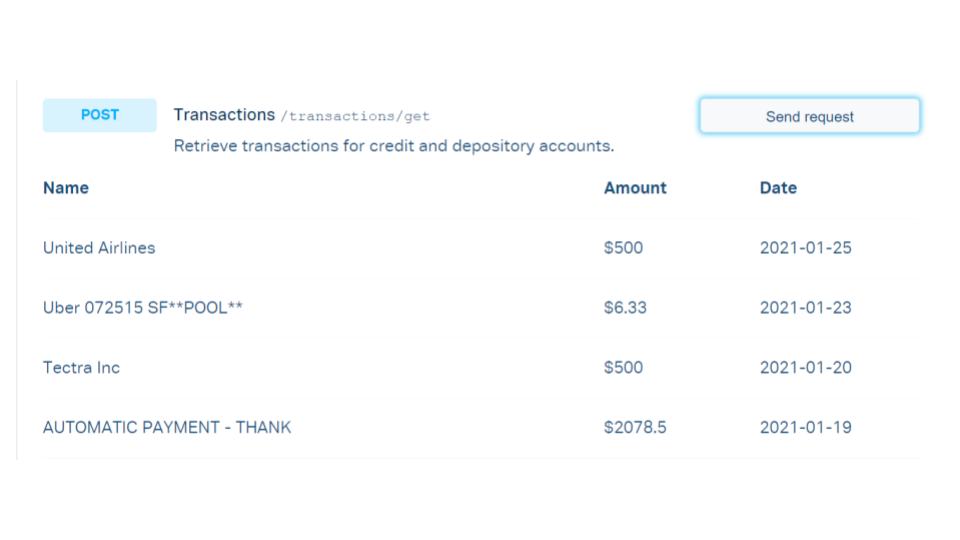 POST Transactions /transactions/get Send request
Retrieve transactions for credit and depository accounts.
Name Amount Date
United Airlines $500 2021-01-25
Uber 072515 SF**POOL** $6.33 2021-01-23
Tectra Inc $500 2021-01-20
AUTOMATIC PAYMENT - THANK $2078.5 2021-01-19